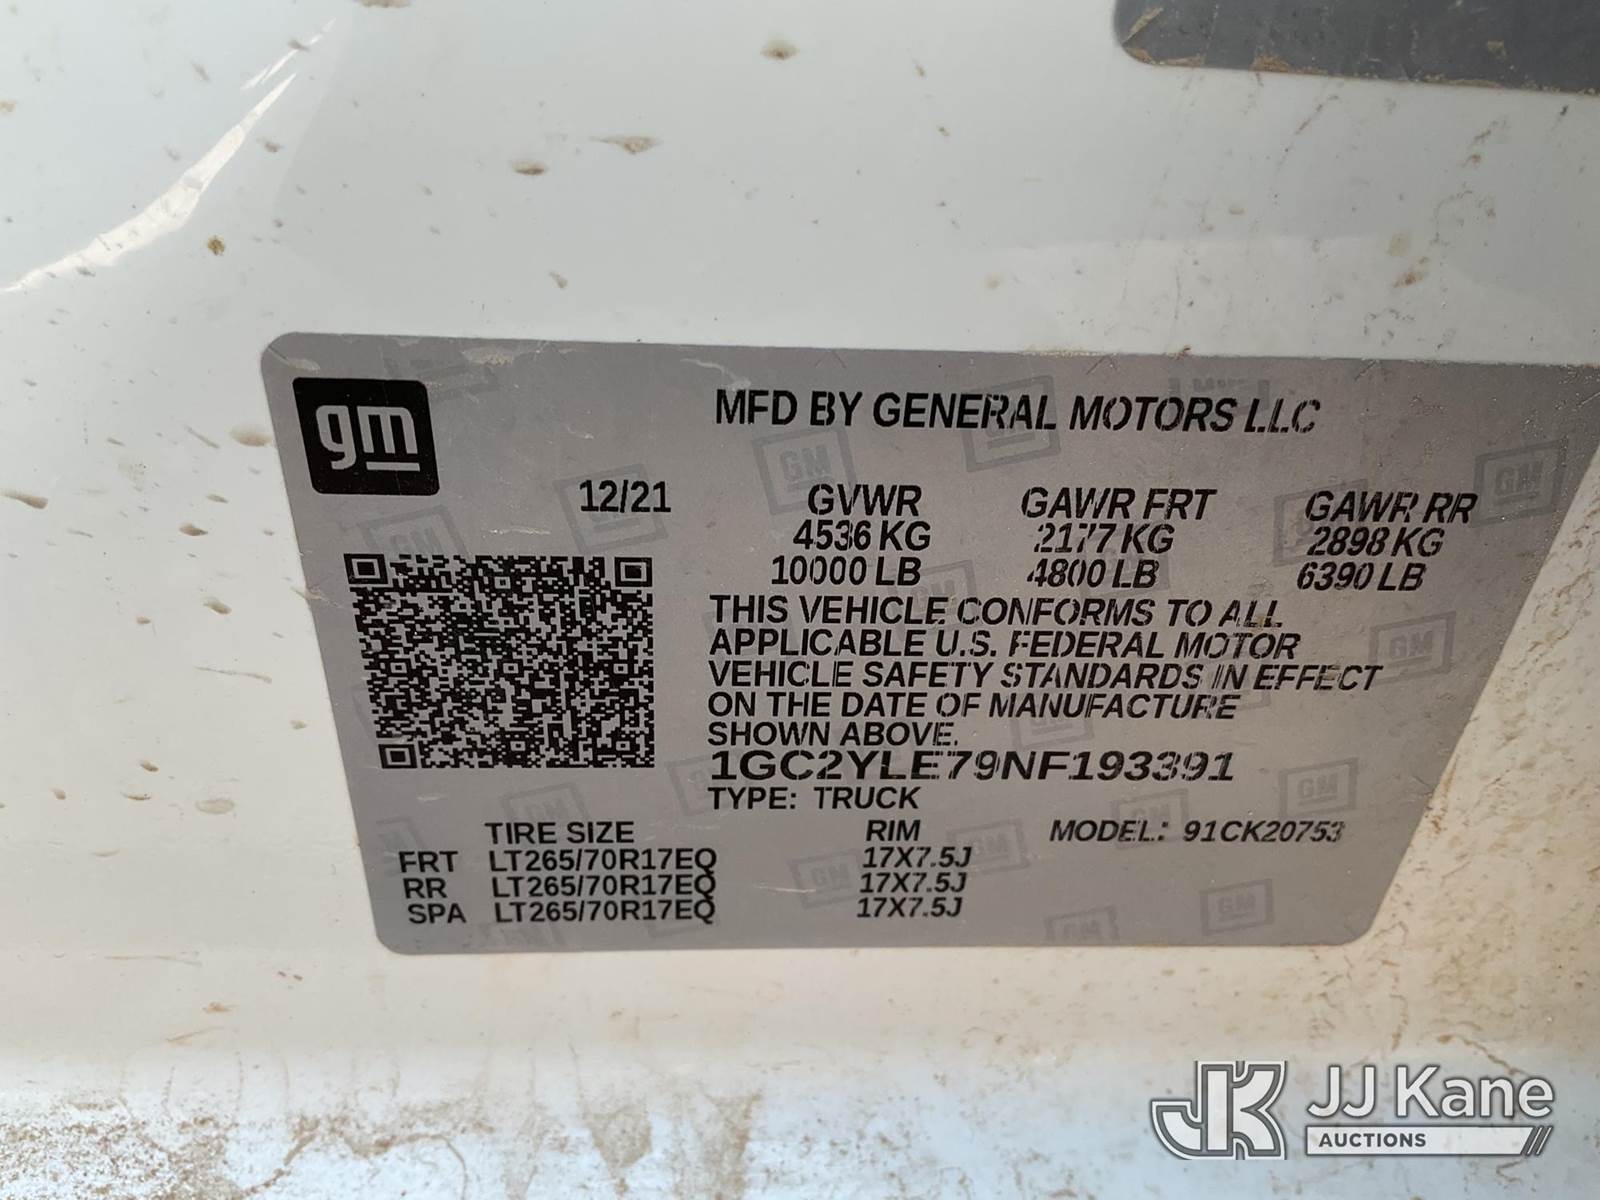 gm
MFD BY GENERAL MOTORS LLC
12/21 GVWR GAWR FRT GAWR RR
4536 KG 2177 KG 2898 KG
10000 LB 4800 LB 6390 LB
THIS VEHICLE CONFORMS TO ALL
APPLICABLE U.S. FEDERAL MOTOR
VEHICLE SAFETY STANDARDS IN EFFECT
ON THE DATE OF MANUFACTURE
SHOWN ABOVE.
1GC2YLE79NF193391
TYPE: TRUCK
TIRE SIZE RIM MODEL: 91CK20753
FRT LT265/70R17EQ 17X7.5J
RR LT265/70R17EQ 17X7.5J
SPA LT265/70R17EQ 17X7.5J
JK JJ Kane
AUCTIONS